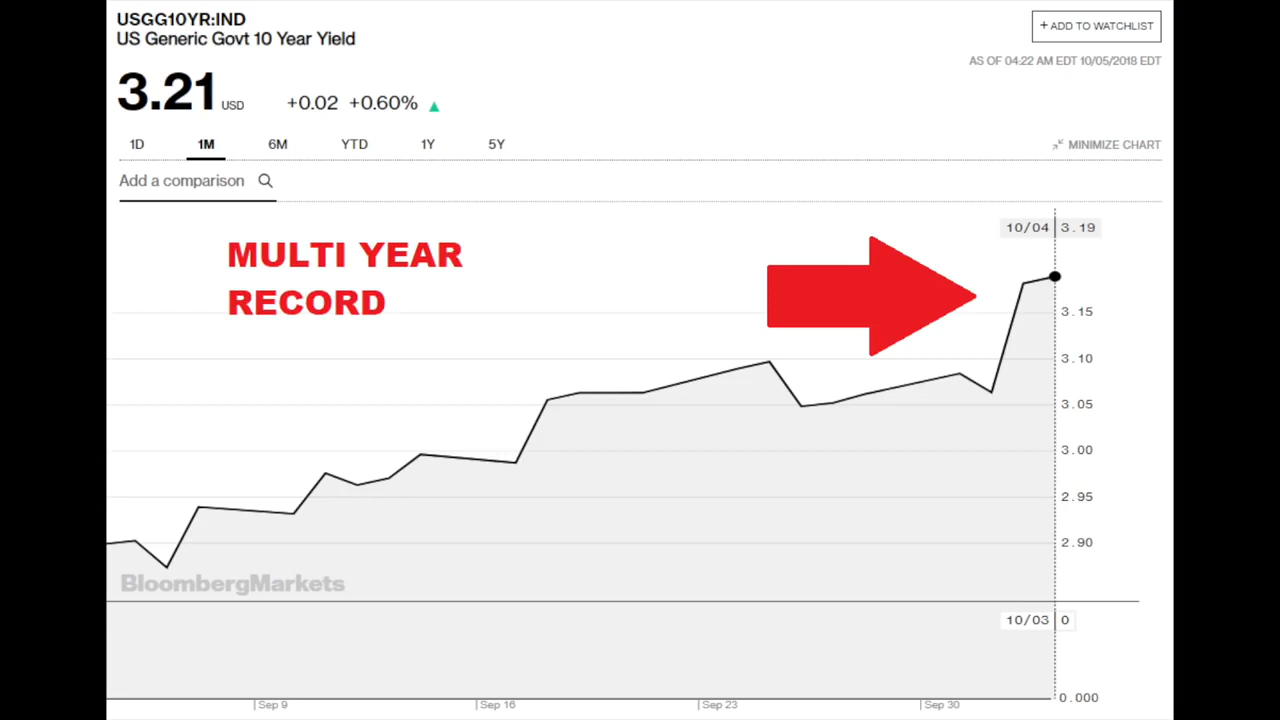 USGG10YR:IND
+ ADD TO WATCHLIST
US Generic Govt 10 Year Yield
AS OF 04:22 AM EDT 10/05/2018 EDT
3.21 USD +0.02 +0.60% ▲
1D 1M 6M YTD 1Y 5Y
MINIMIZE CHART
Add a comparison
10/04 3.19
MULTI YEAR
RECORD
3.15
3.10
3.05
3.00
2.95
2.90
BloombergMarkets
10/03 0
0.000
Sep 9 Sep 16 Sep 23 Sep 30